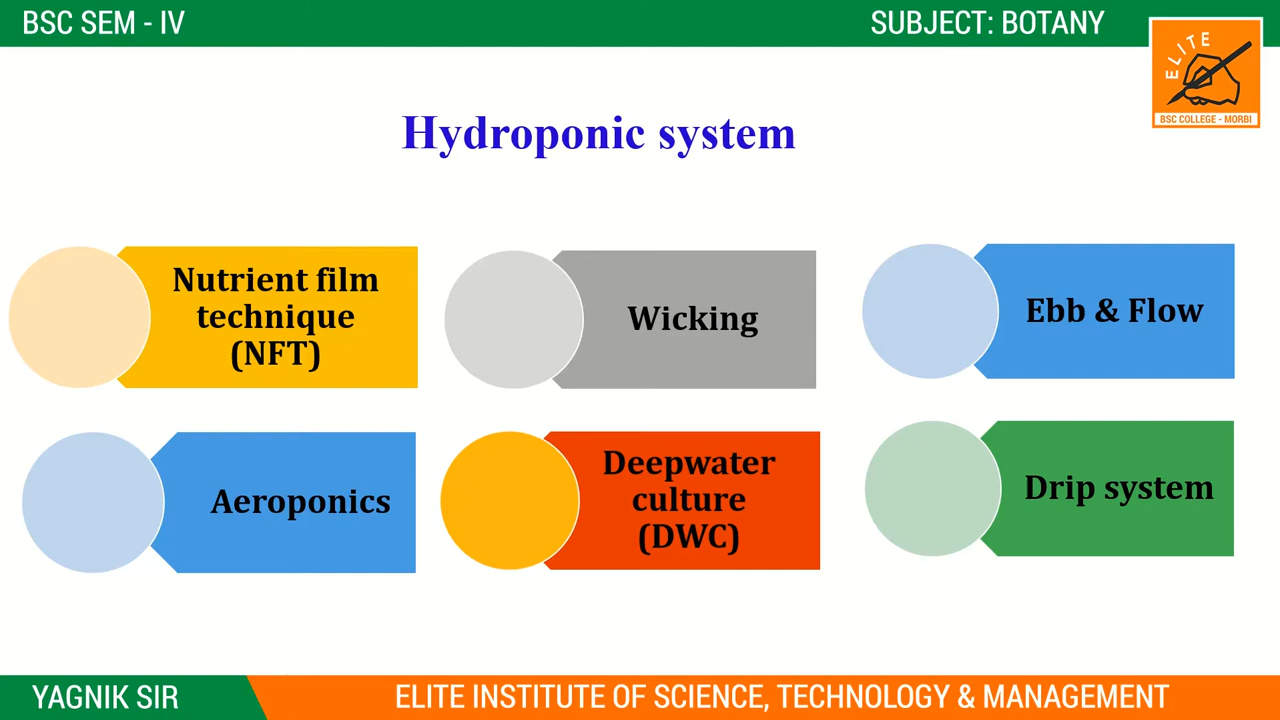 BSC SEM - IV
SUBJECT: BOTANY
ELITE
BSC COLLEGE - MORBI
Hydroponic system
Nutrient film
technique
(NFT)
Wicking
Ebb & Flow
Aeroponics
Deepwater
culture
(DWC)
Drip system
YAGNIK SIR
ELITE INSTITUTE OF SCIENCE, TECHNOLOGY & MANAGEMENT